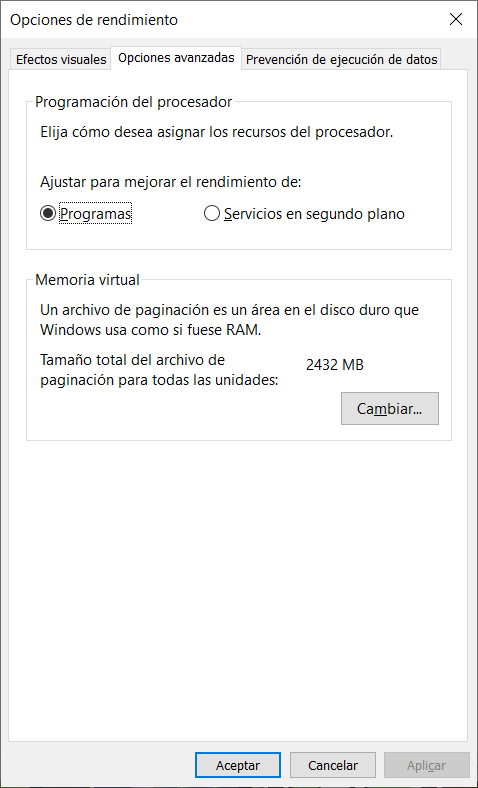 Opciones de rendimiento
Efectos visuales
Opciones avanzadas
Prevención de ejecución de datos
Programación del procesador
Elija cómo desea asignar los recursos del procesador.
Ajustar para mejorar el rendimiento de:
Programas
Servicios en segundo plano
Memoria virtual
Un archivo de paginación es un área en el disco duro que
Windows usa como si fuese RAM.
Tamaño total del archivo de
paginación para todas las unidades:
2432 MB
Cambiar...
Aceptar
Cancelar
Aplicar